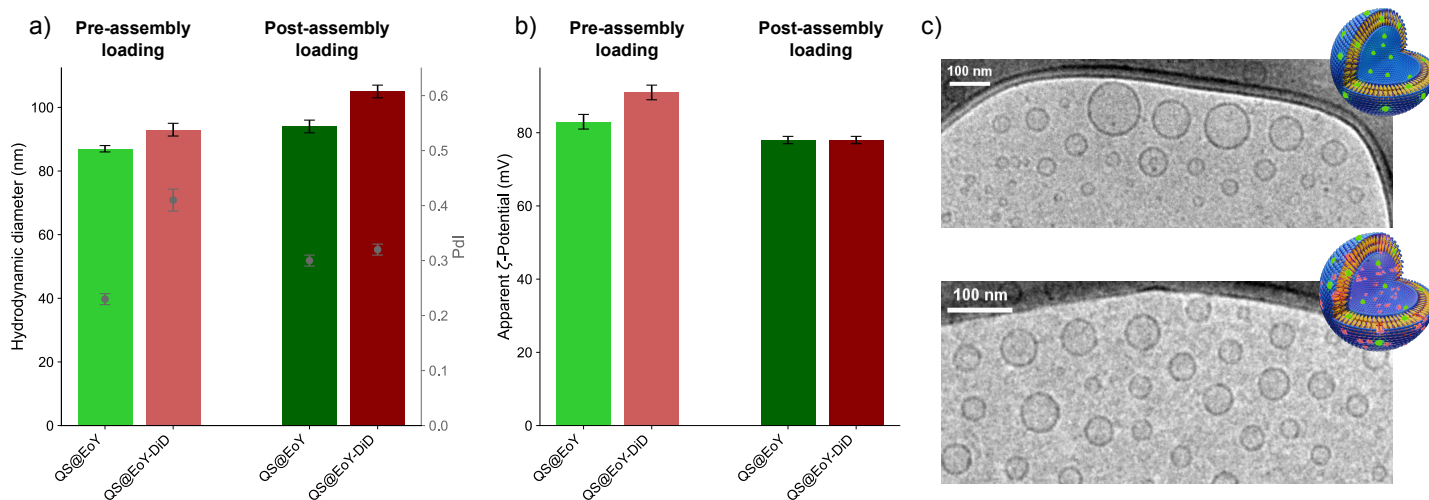 a)
Pre-assembly
loading
Post-assembly
loading
Hydrodynamic diameter (nm)
100
80
60
40
20
0
0.6
0.5
0.4
0.3
0.2
0.1
0.0
PdI
QS@EoY
QS@EoY-DiD
QS@EoY
QS@EoY-DiD
b)
Pre-assembly
loading
Post-assembly
loading
Apparent ζ-Potential (mV)
80
60
40
20
0
QS@EoY
QS@EoY-DiD
QS@EoY
QS@EoY-DiD
c)
100 nm
100 nm